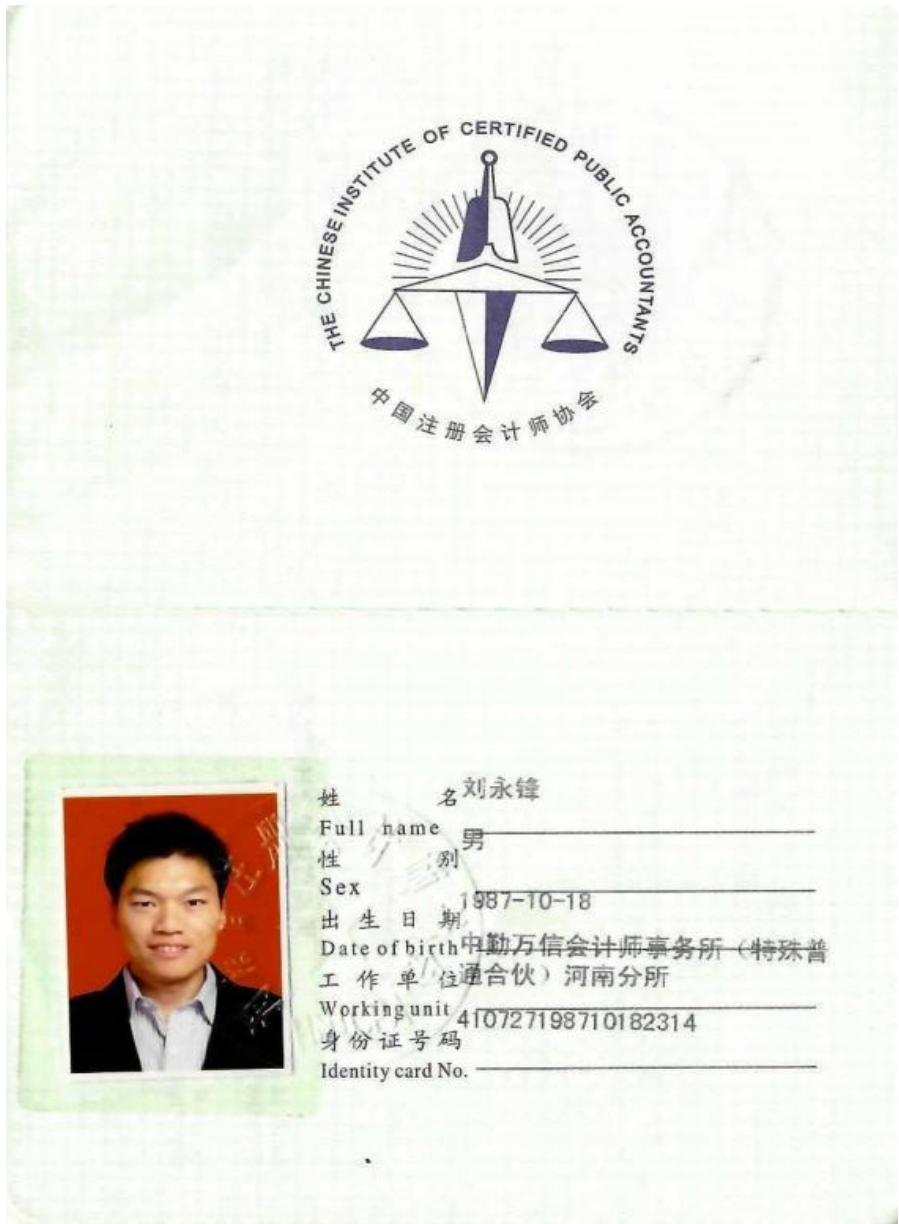 THE CHINESE INSTITUTE OF CERTIFIED PUBLIC ACCOUNTANTS
中国注册会计师协会
姓 名 刘永锋
Full name
性 别 男
Sex
出生日期 1987-10-18
Date of birth
工作单位 中勤万信会计师事务所（特殊普
通合伙）河南分所
Working unit
身份证号码 410727198710182314
Identity card No.